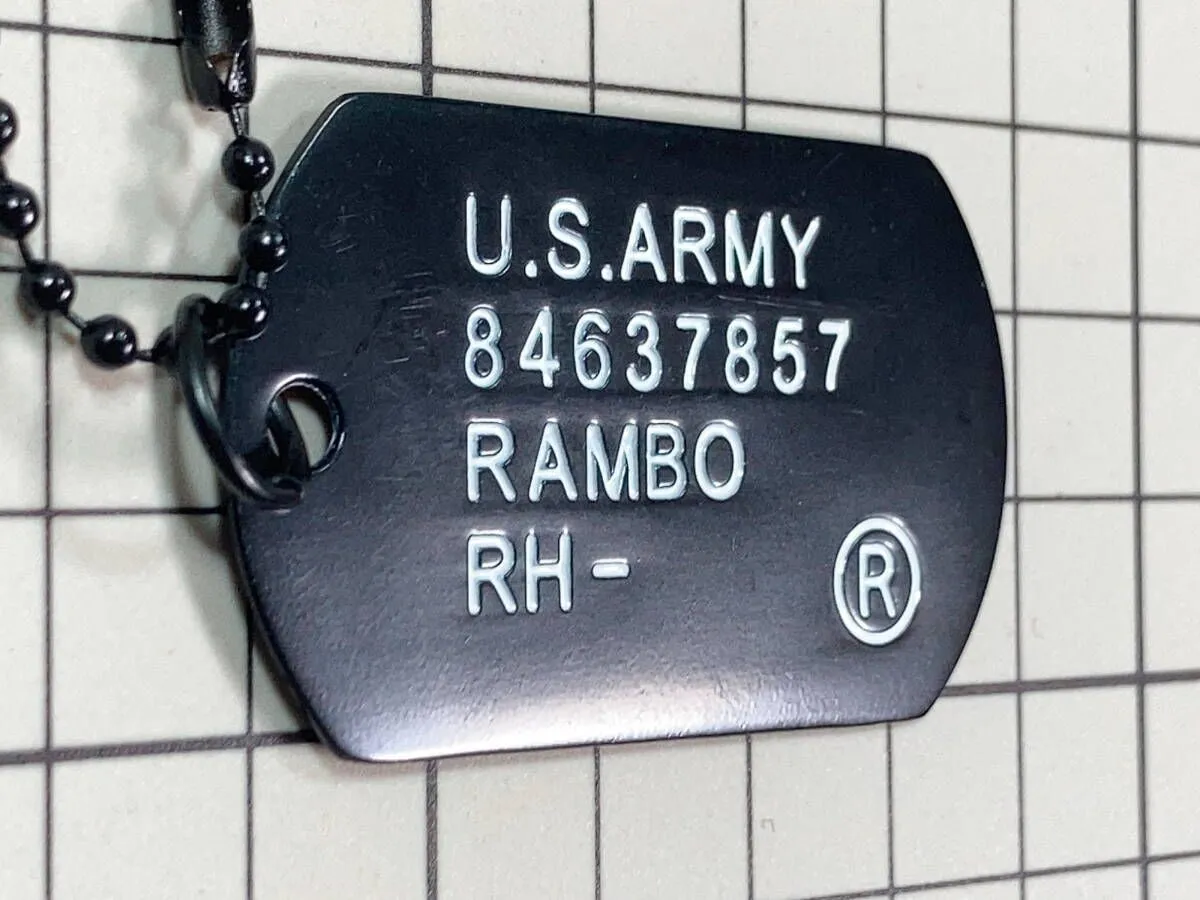 U.S.ARMY
84637857
RAMBO
RH-
®